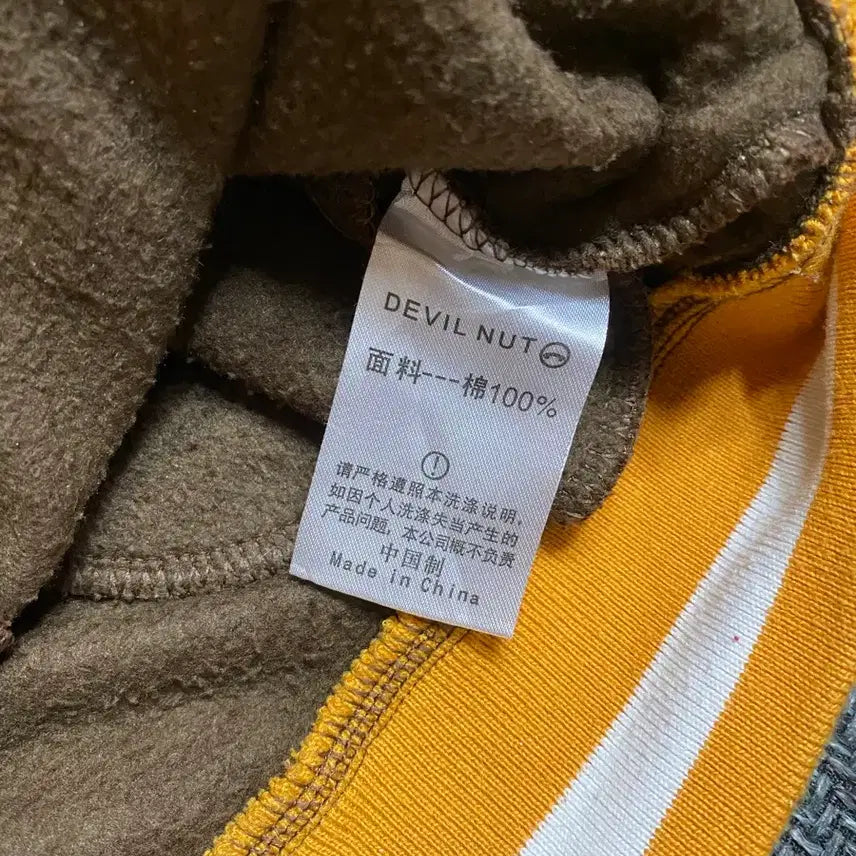 DEVIL NUT
面料---棉100%
请严格遵照本洗涤说明,
如因个人洗涤失当产生的
产品问题,本公司概不负责
中国制
Made in China